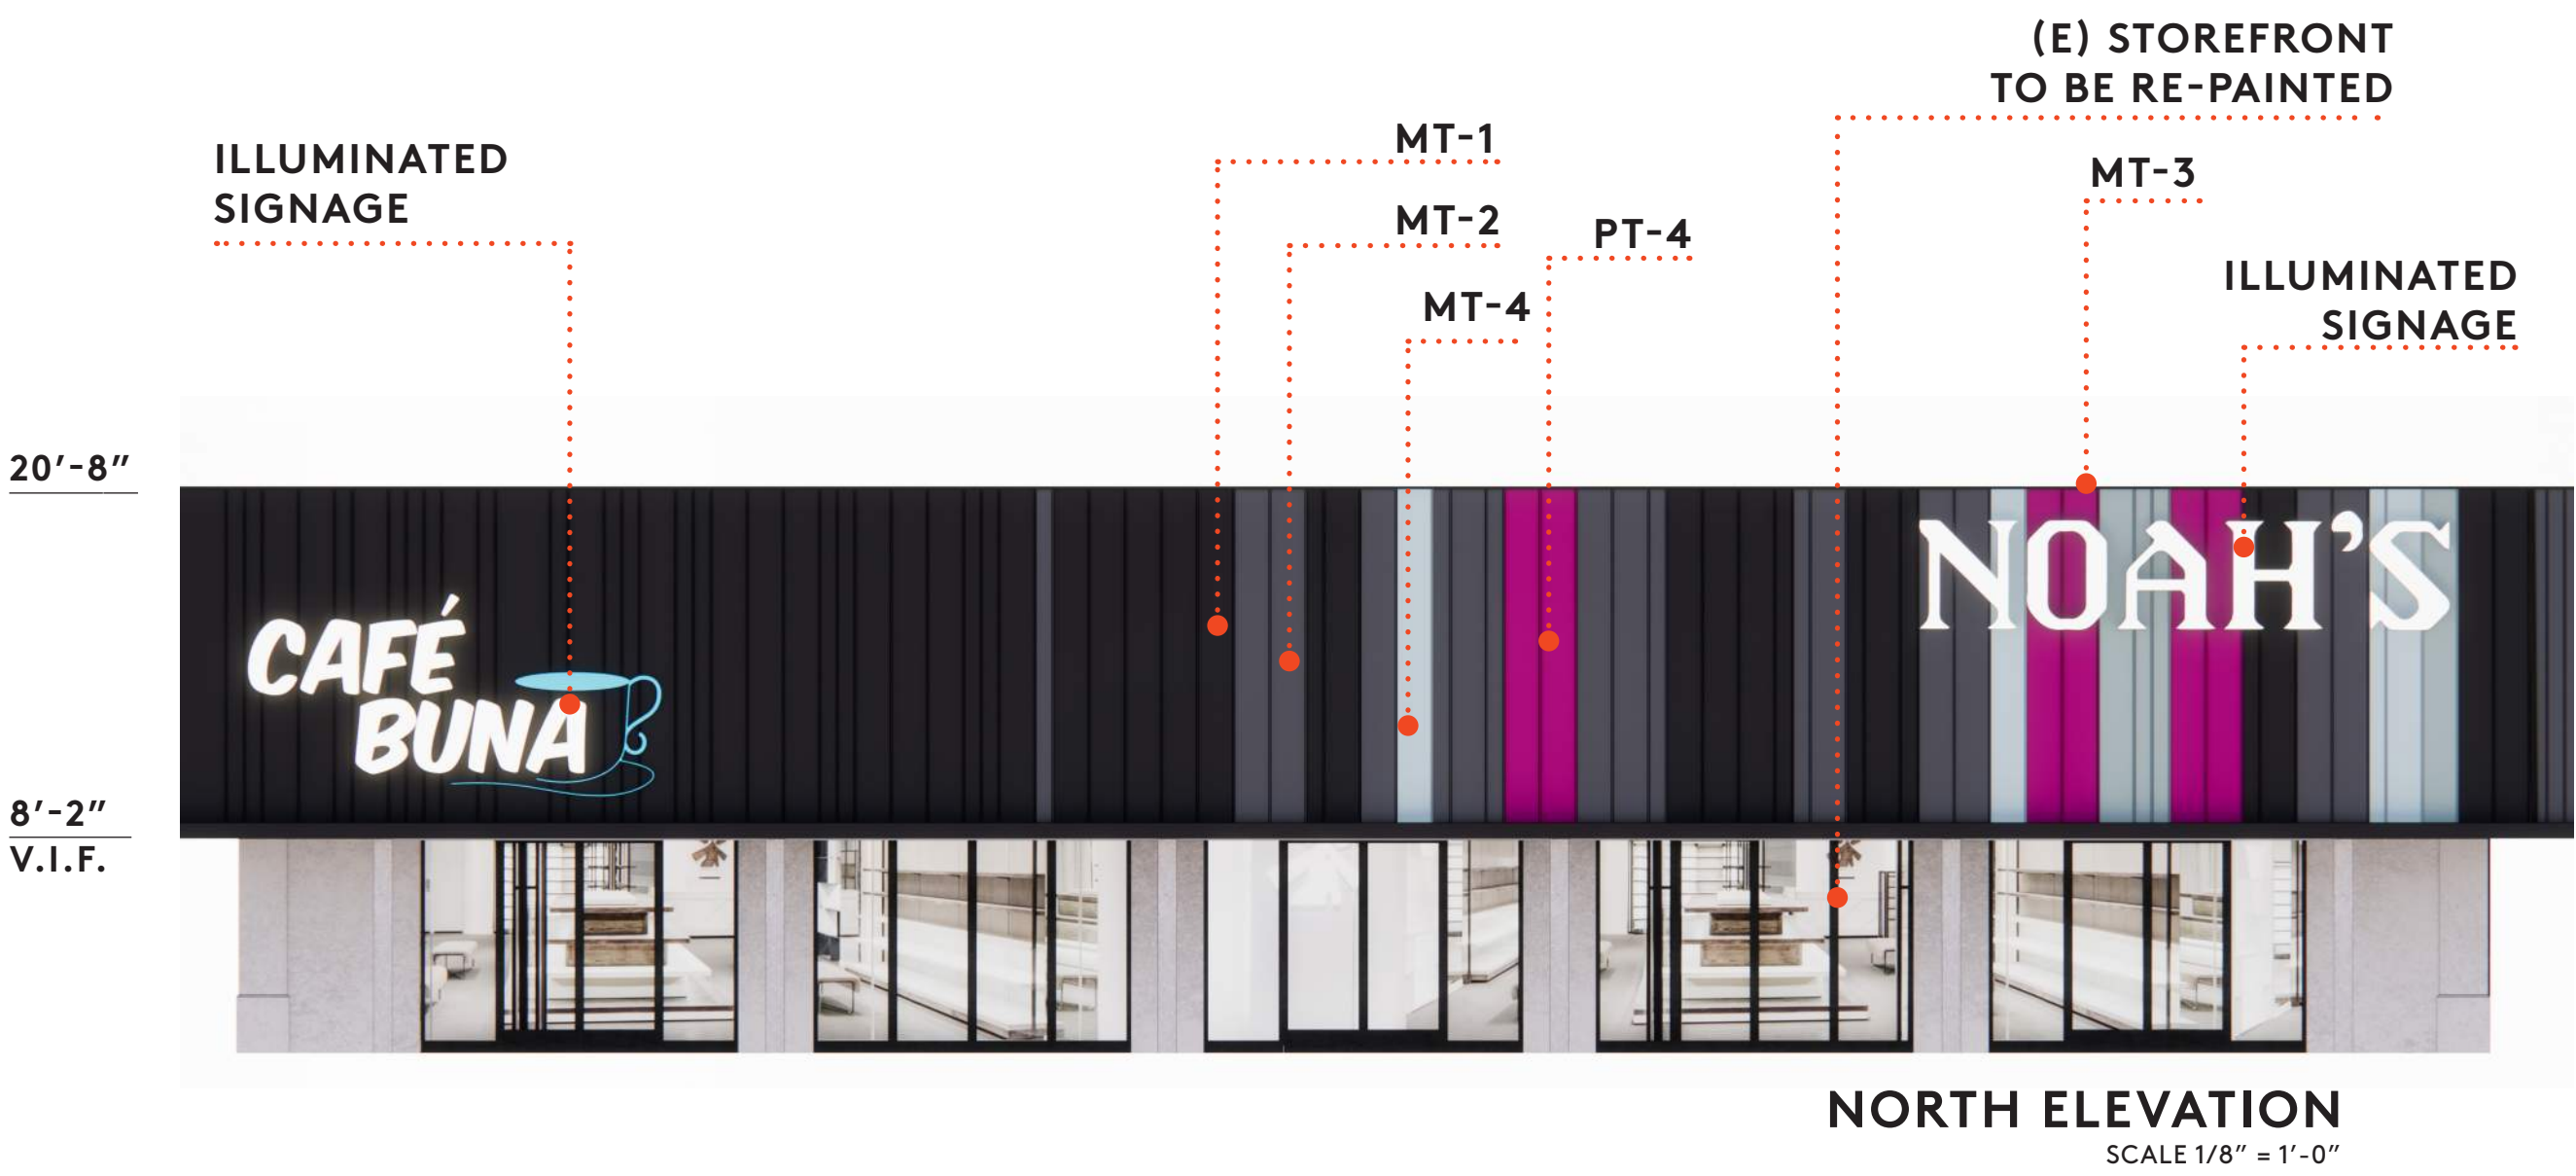 (E) STOREFRONT
TO BE RE-PAINTED
MT-1
ILLUMINATED
SIGNAGE
MT-3
MT-2
PT-4
ILLUMINATED
SIGNAGE
MT-4
20'-8"
NOAH'S
CAFÉ
BUNA
8'-2"
V.I.F.
NORTH ELEVATION
SCALE 1/8" = 1'-0"